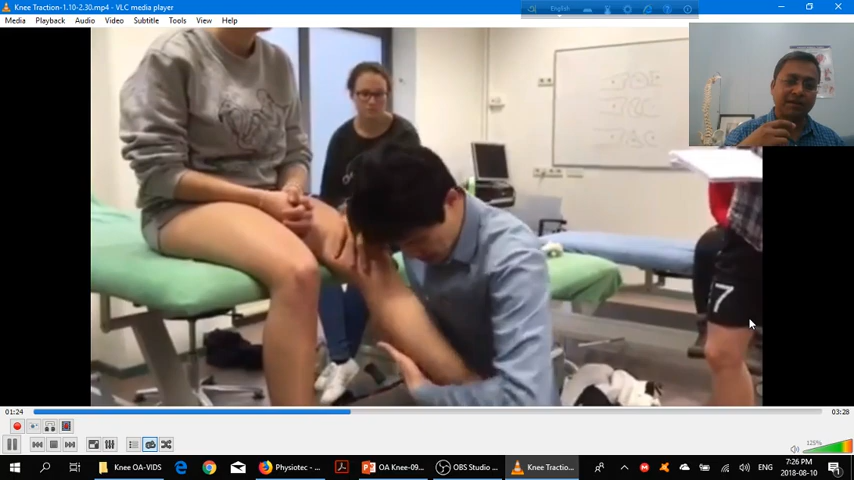 Knee Traction-1.10-2.30.mp4 - VLC media player
English
Media Playback Audio Video Subtitle Tools View Help
7
01:24
03:28
125%
Knee OA-VIDS
Physiotec - ...
OA Knee-09...
OBS Studio ...
Knee Tractio...
ENG
7:26 PM
2018-08-10